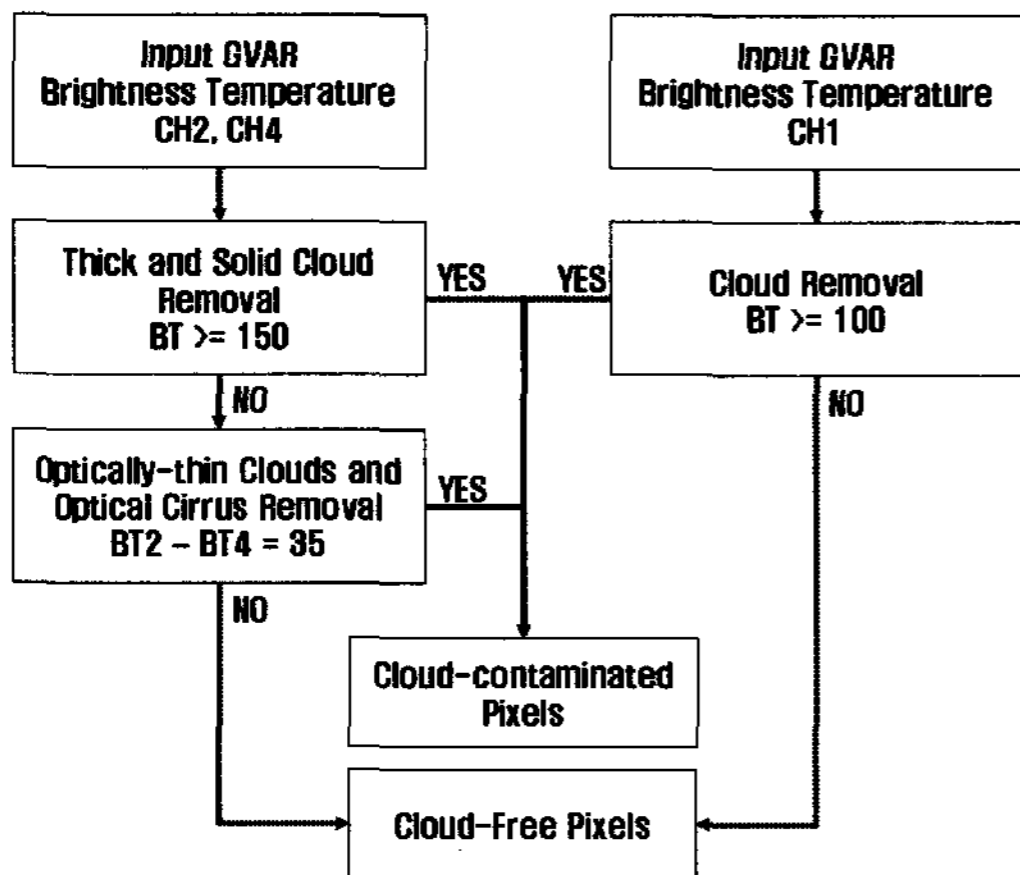 Input GVAR
Brightness Temperature
CH2, CH4
Input GVAR
Brightness Temperature
CH1
Thick and Solid Cloud
Removal
BT >= 150
YES
YES
Cloud Removal
BT >= 100
NO
NO
Optically-thin Clouds and
Optical Cirrus Removal
BT2 - BT4 = 35
YES
NO
Cloud-contaminated
Pixels
Cloud-Free Pixels